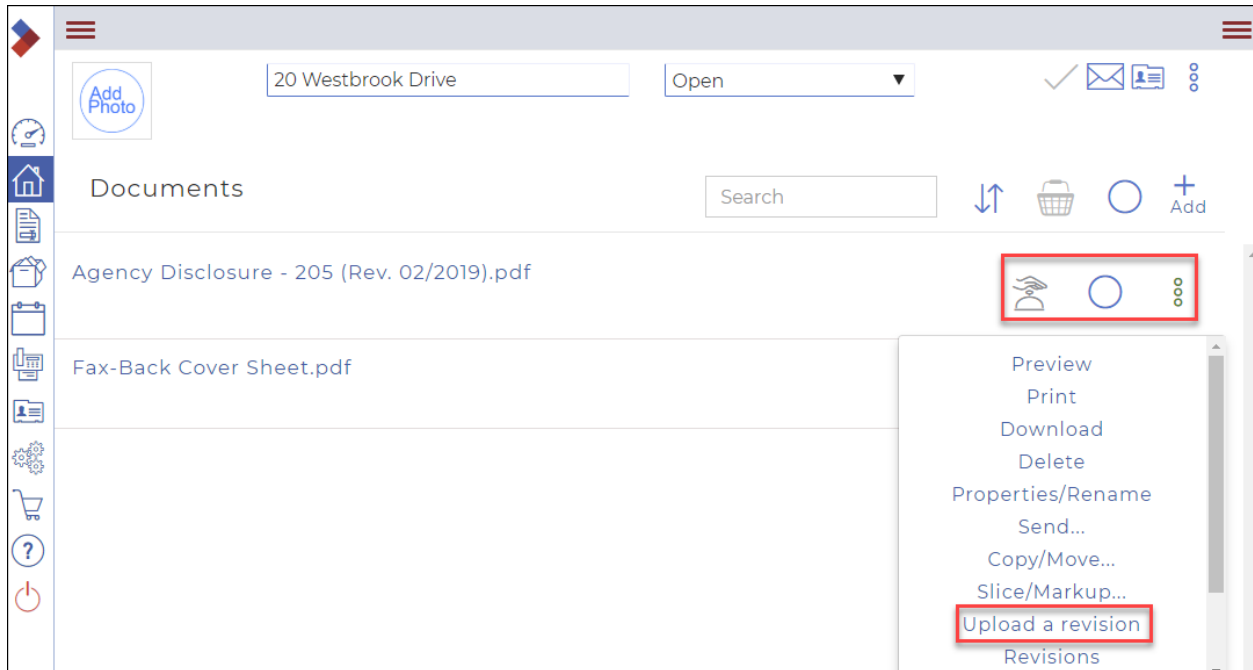 20 Westbrook Drive
Open
Add
Photo
Documents
Search
Add
Agency Disclosure - 205 (Rev. 02/2019).pdf
Fax-Back Cover Sheet.pdf
Preview
Print
Download
Delete
Properties/Rename
Send...
Copy/Move...
Slice/Markup...
Upload a revision
Revisions
?